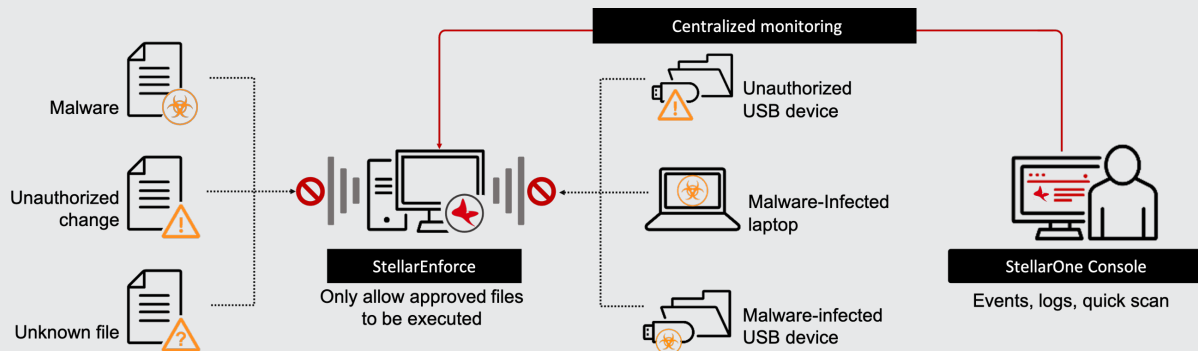 Centralized monitoring
Malware
Unauthorized
change
Unknown file
StellarEnforce
Only allow approved files
to be executed
Unauthorized
USB device
Malware-Infected
laptop
Malware-infected
USB device
StellarOne Console
Events, logs, quick scan